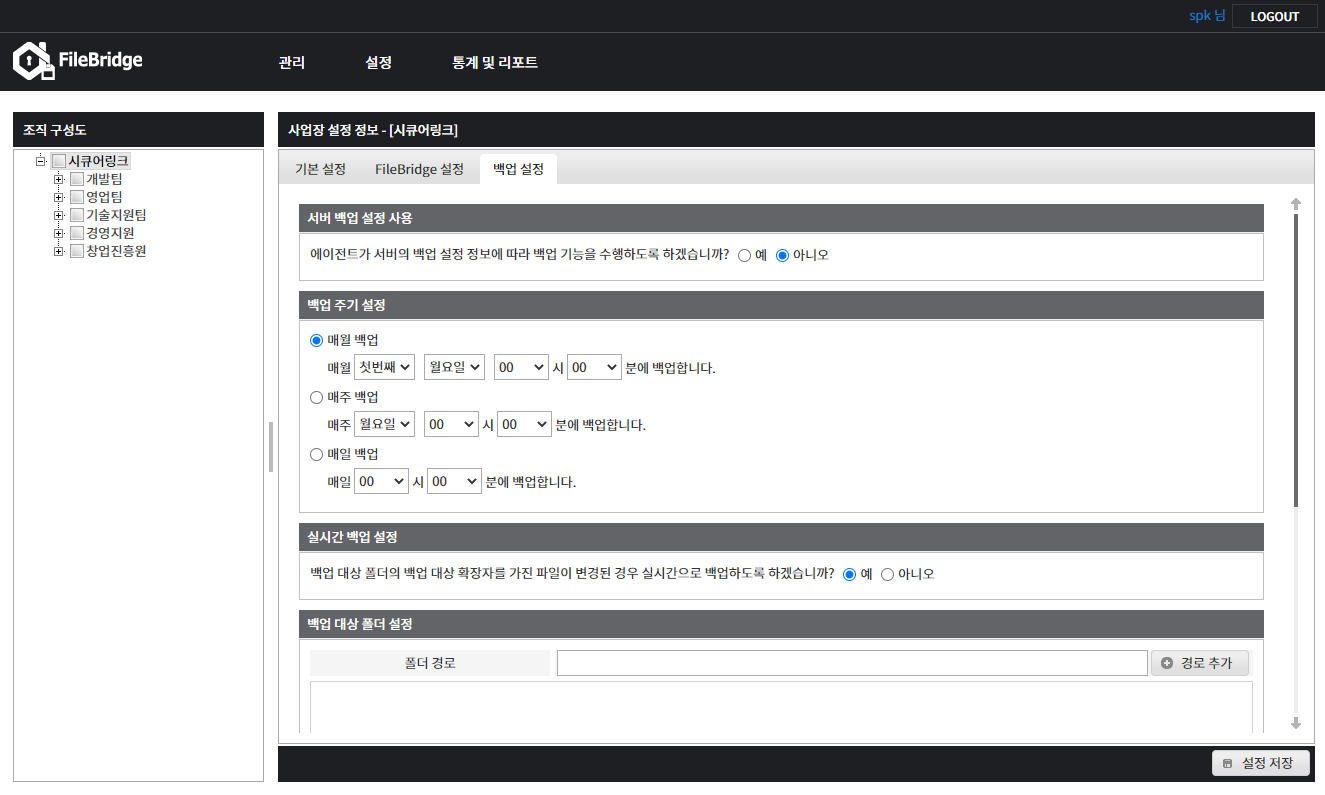 spk 님 LOGOUT
FileBridge 관리 설정 통계 및 리포트
조직 구성도
시큐어링크
개발팀
영업팀
기술지원팀
경영지원
창업진흥원
사업장 설정 정보 - [시큐어링크]
기본 설정 FileBridge 설정 백업 설정
서버 백업 설정 사용
에이전트가 서버의 백업 설정 정보에 따라 백업 기능을 수행하도록 하겠습니까? 예 아니오
백업 주기 설정
매월 백업
매월 첫번째 월요일 00 시 00 분에 백업합니다.
매주 백업
매주 월요일 00 시 00 분에 백업합니다.
매일 백업
매일 00 시 00 분에 백업합니다.
실시간 백업 설정
백업 대상 폴더의 백업 대상 확장자를 가진 파일이 변경된 경우 실시간으로 백업하도록 하겠습니까? 예 아니오
백업 대상 폴더 설정
폴더 경로 경로 추가
설정 저장